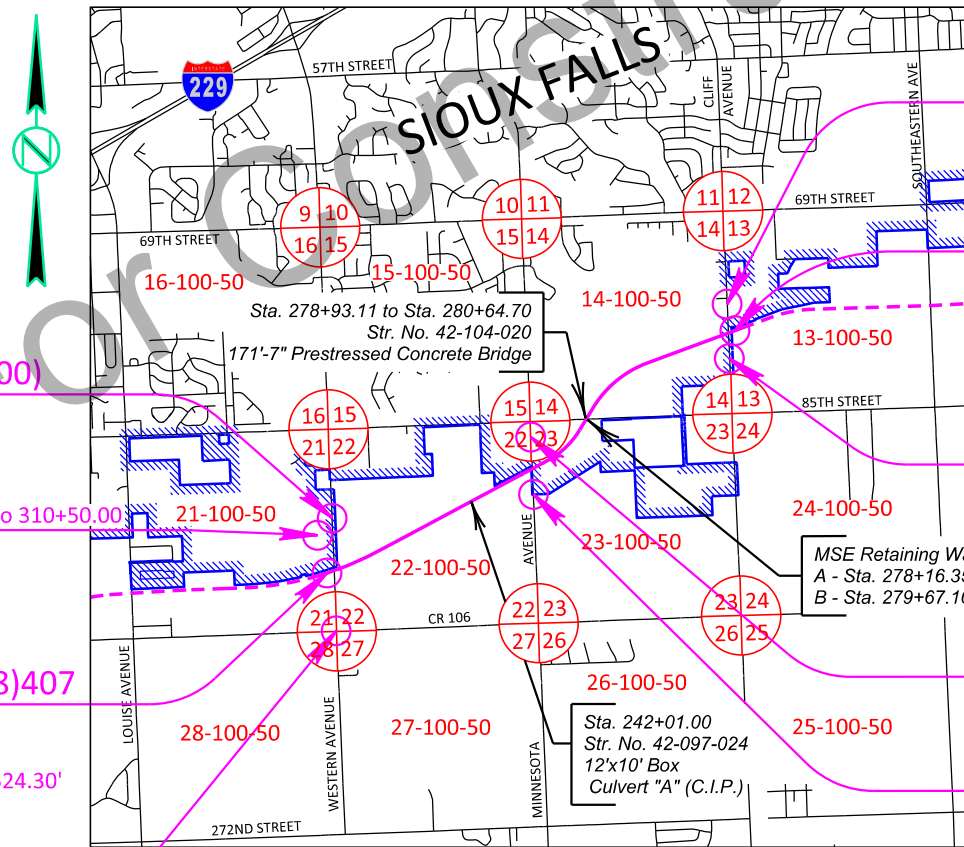 or Constru
INTERSTATE
229
57TH STREET
SIOUX FALLS
CLIFF
AVENUE
SOUTHEASTERN AVE
N
9 10
16 15
10 11
15 14
11 12
14 13
69TH STREET
69TH STREET
16-100-50
15-100-50
14-100-50
13-100-50
Sta. 278+93.11 to Sta. 280+64.70
Str. No. 42-104-020
171'-7" Prestressed Concrete Bridge
00)
16 15
21 22
15 14
22 23
14 13
23 24
85TH STREET
o 310+50.00
21-100-50
22-100-50
AVENUE
23-100-50
24-100-50
MSE Retaining Wa
A - Sta. 278+16.35
B - Sta. 279+67.16
21 22
28 27
CR 106
22 23
27 26
23 24
26 25
8)407
LOUISE AVENUE
WESTERN AVENUE
MINNESOTA
28-100-50
27-100-50
26-100-50
25-100-50
Sta. 242+01.00
Str. No. 42-097-024
12'x10' Box
Culvert "A" (C.I.P.)
24.30'
272ND STREET